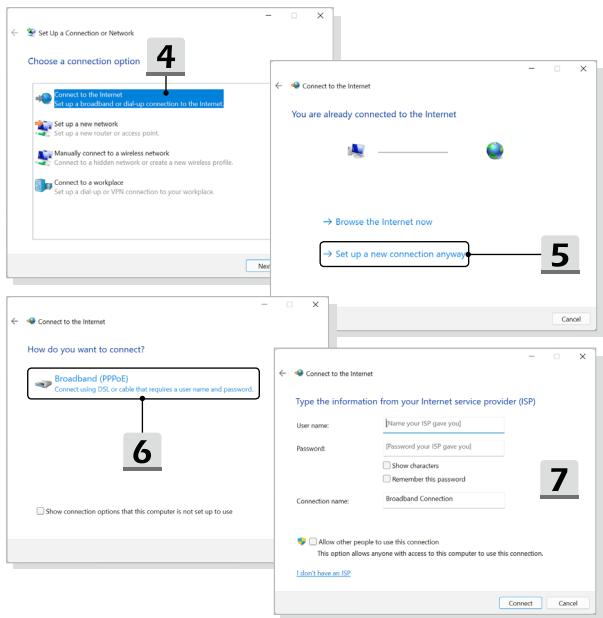 Set Up a Connection or Network
Choose a connection option
4
Connect to the Internet
Set up a broadband or dial-up connection to the Internet.
Set up a new network
Set up a new router or access point.
Manually connect to a wireless network
Connect to a hidden network or create a new wireless profile.
Connect to a workplace
Set up a dial-up or VPN connection to your workplace.
Connect to the Internet
You are already connected to the Internet
Browse the Internet now
Set up a new connection anyway
5
Cancel
Connect to the Internet
How do you want to connect?
Broadband (PPPoE)
Connect using DSL or cable that requires a user name and password.
6
Show connection options that this computer is not set up to use
Connect to the Internet
Type the information from your Internet service provider (ISP)
User name:
[Name your ISP gave you]
Password:
[Password your ISP gave you]
Show characters
Remember this password
7
Connection name:
Broadband Connection
Allow other people to use this connection
This option allows anyone with access to this computer to use this connection.
I don't have an ISP
Connect
Cancel